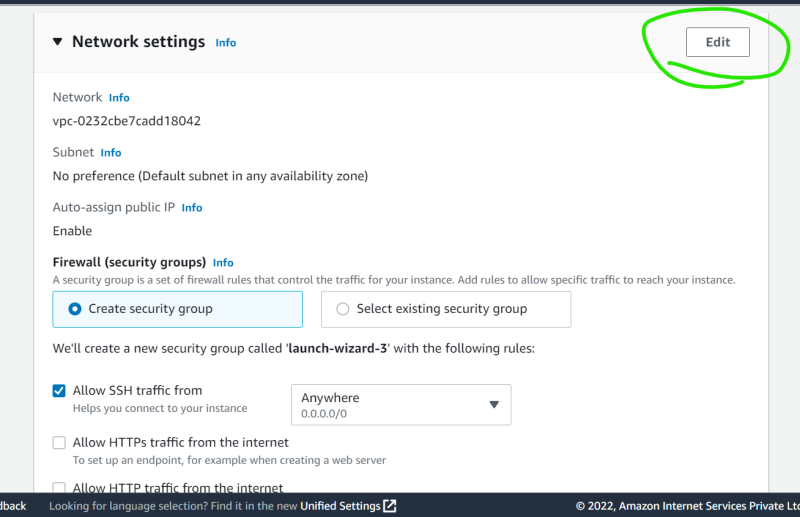 Network settings Info
Edit
Network Info
vpc-0232cbe7cadd18042
Subnet Info
No preference (Default subnet in any availability zone)
Auto-assign public IP Info
Enable
Firewall (security groups) Info
A security group is a set of firewall rules that control the traffic for your instance. Add rules to allow specific traffic to reach your instance.
Create security group
Select existing security group
We'll create a new security group called 'launch-wizard-3' with the following rules:
Allow SSH traffic from
Helps you connect to your instance
Anywhere
0.0.0.0/0
Allow HTTPs traffic from the internet
To set up an endpoint, for example when creating a web server
Allow HTTP traffic from the internet
dback Looking for language selection? Find it in the new Unified Settings © 2022, Amazon Internet Services Private Ltd